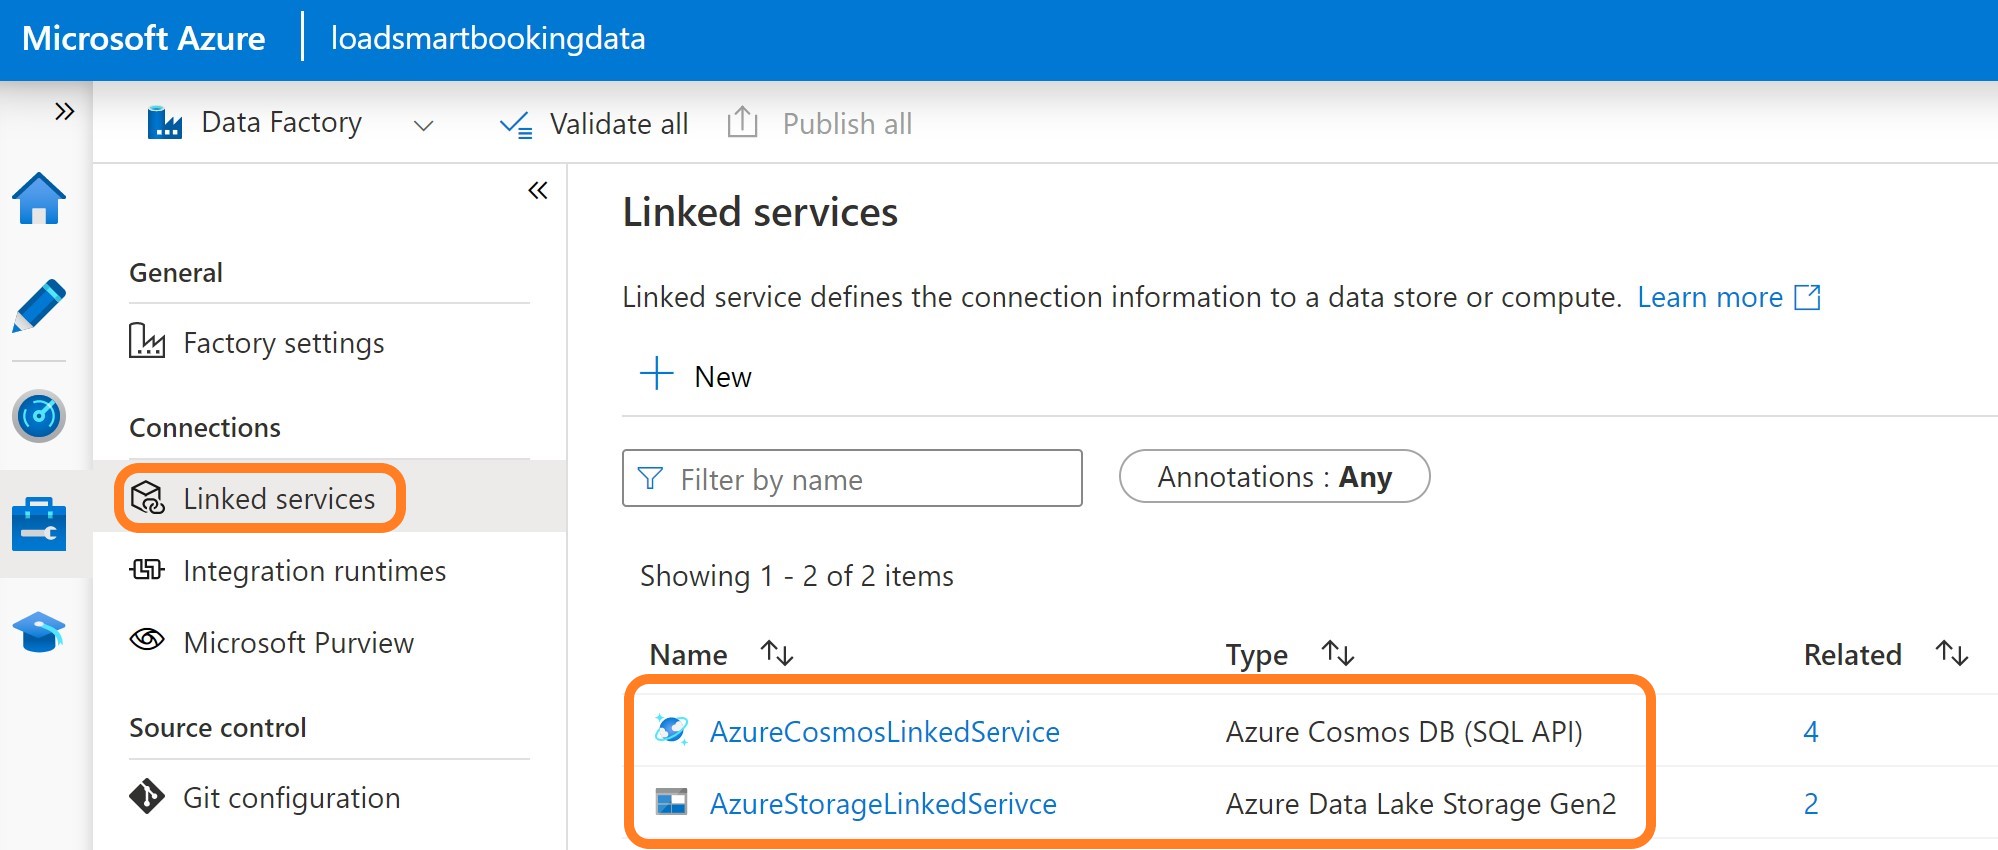 Microsoft Azure loadsmartbookingdata
Data Factory Validate all Publish all
General
Factory settings
Connections
Linked services
Integration runtimes
Microsoft Purview
Source control
Git configuration
Linked services
Linked service defines the connection information to a data store or compute. Learn more
New
Filter by name Annotations : Any
Showing 1 - 2 of 2 items
Name Type Related
AzureCosmosLinkedService Azure Cosmos DB (SQL API) 4
AzureStorageLinkedSerivce Azure Data Lake Storage Gen2 2